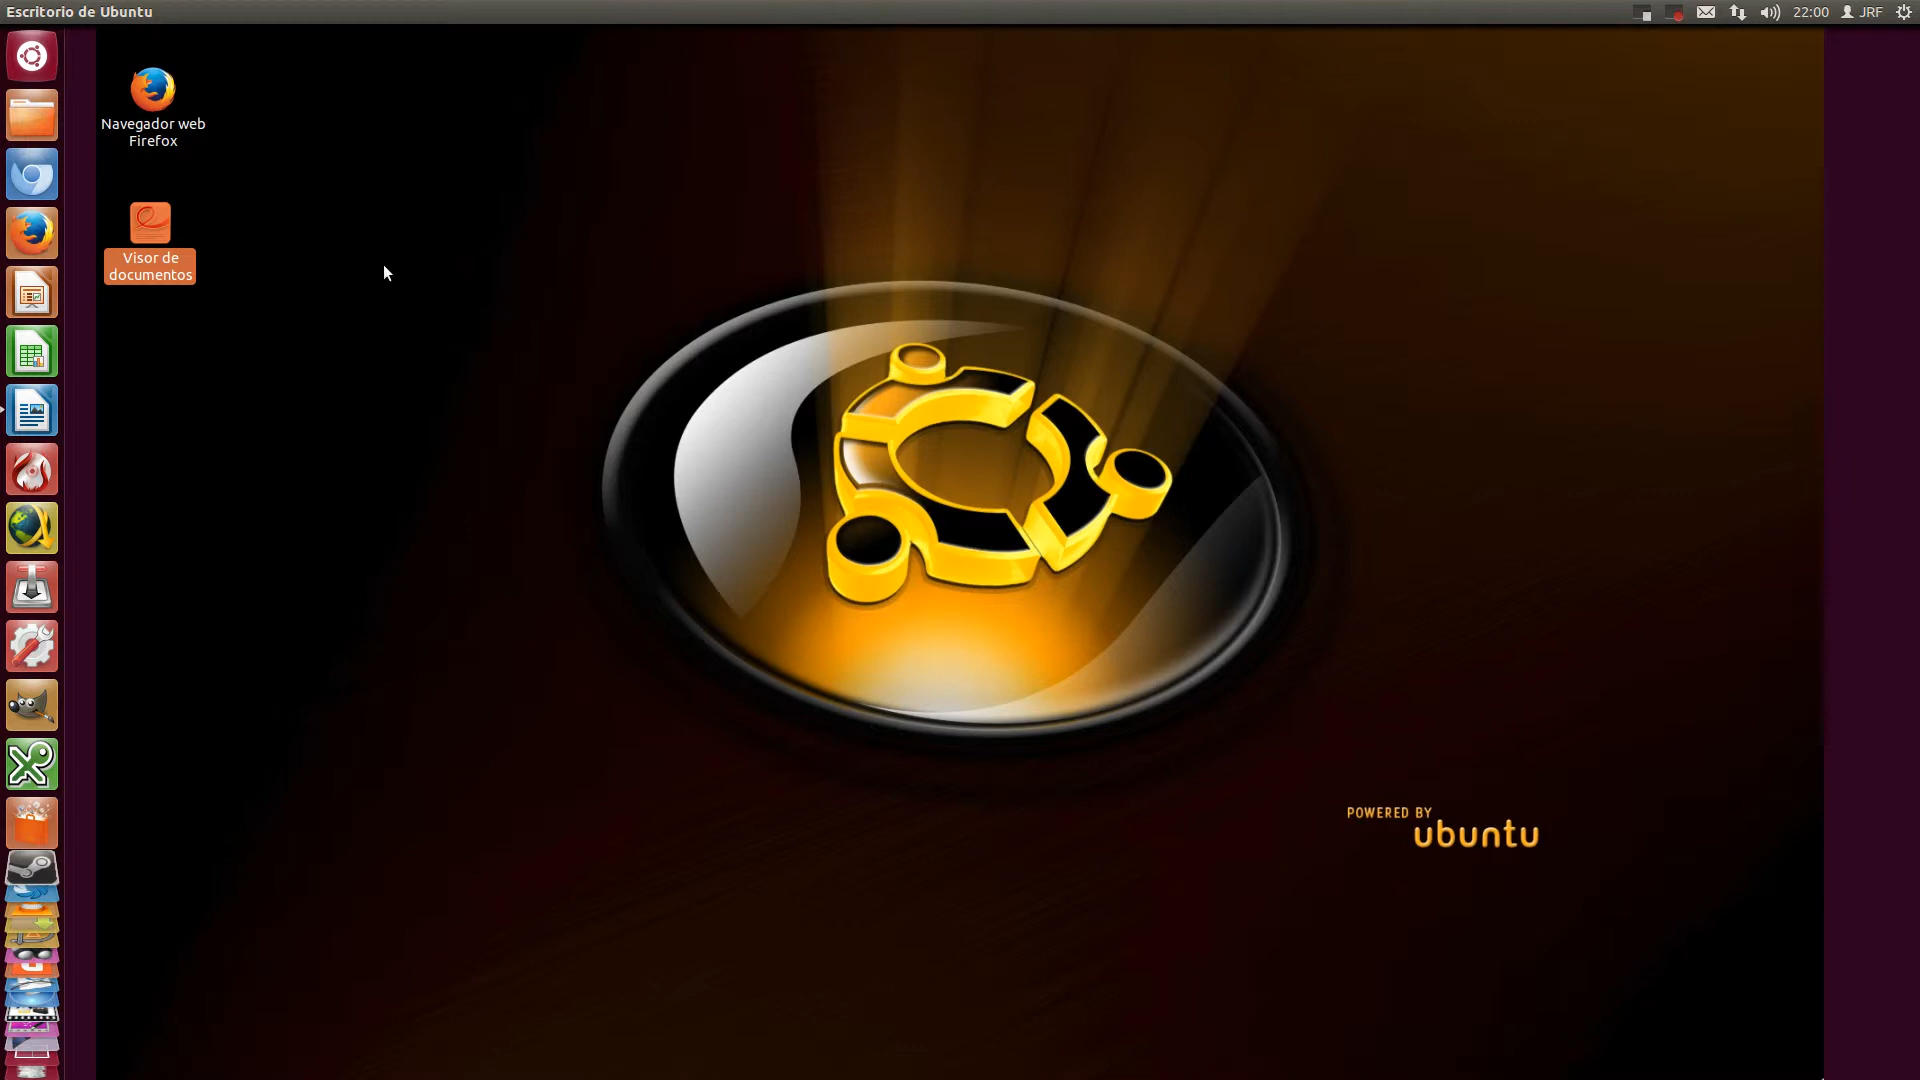 Escritorio de Ubuntu
22:00 JRF
Navegador web
Firefox
Visor de
documentos
POWERED BY
ubuntu